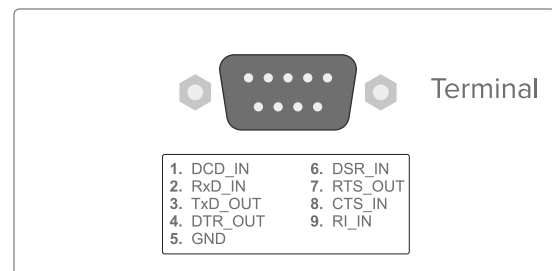 Terminal
1. DCD_IN 6. DSR_IN
2. RxD_IN 7. RTS_OUT
3. TxD_OUT 8. CTS_IN
4. DTR_OUT 9. RI_IN
5. GND